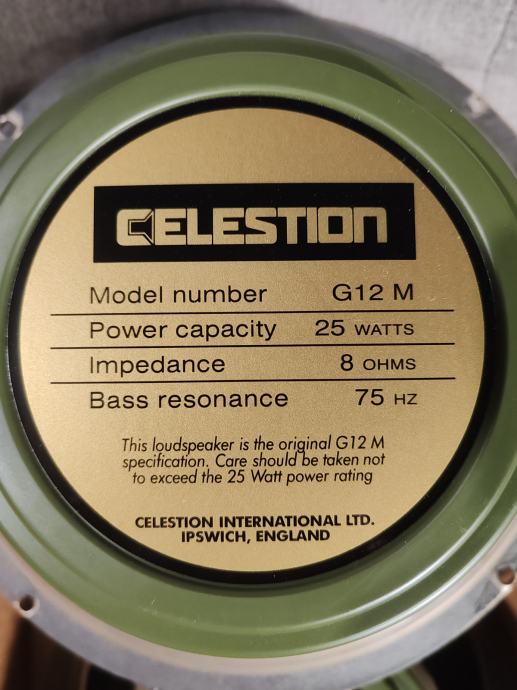 CELESTION
Model number G12 M
Power capacity 25 WATTS
Impedance 8 OHMS
Bass resonance 75 HZ
This loudspeaker is the original G12 M
specification. Care should be taken not
to exceed the 25 Watt power rating
CELESTION INTERNATIONAL LTD.
IPSWICH, ENGLAND